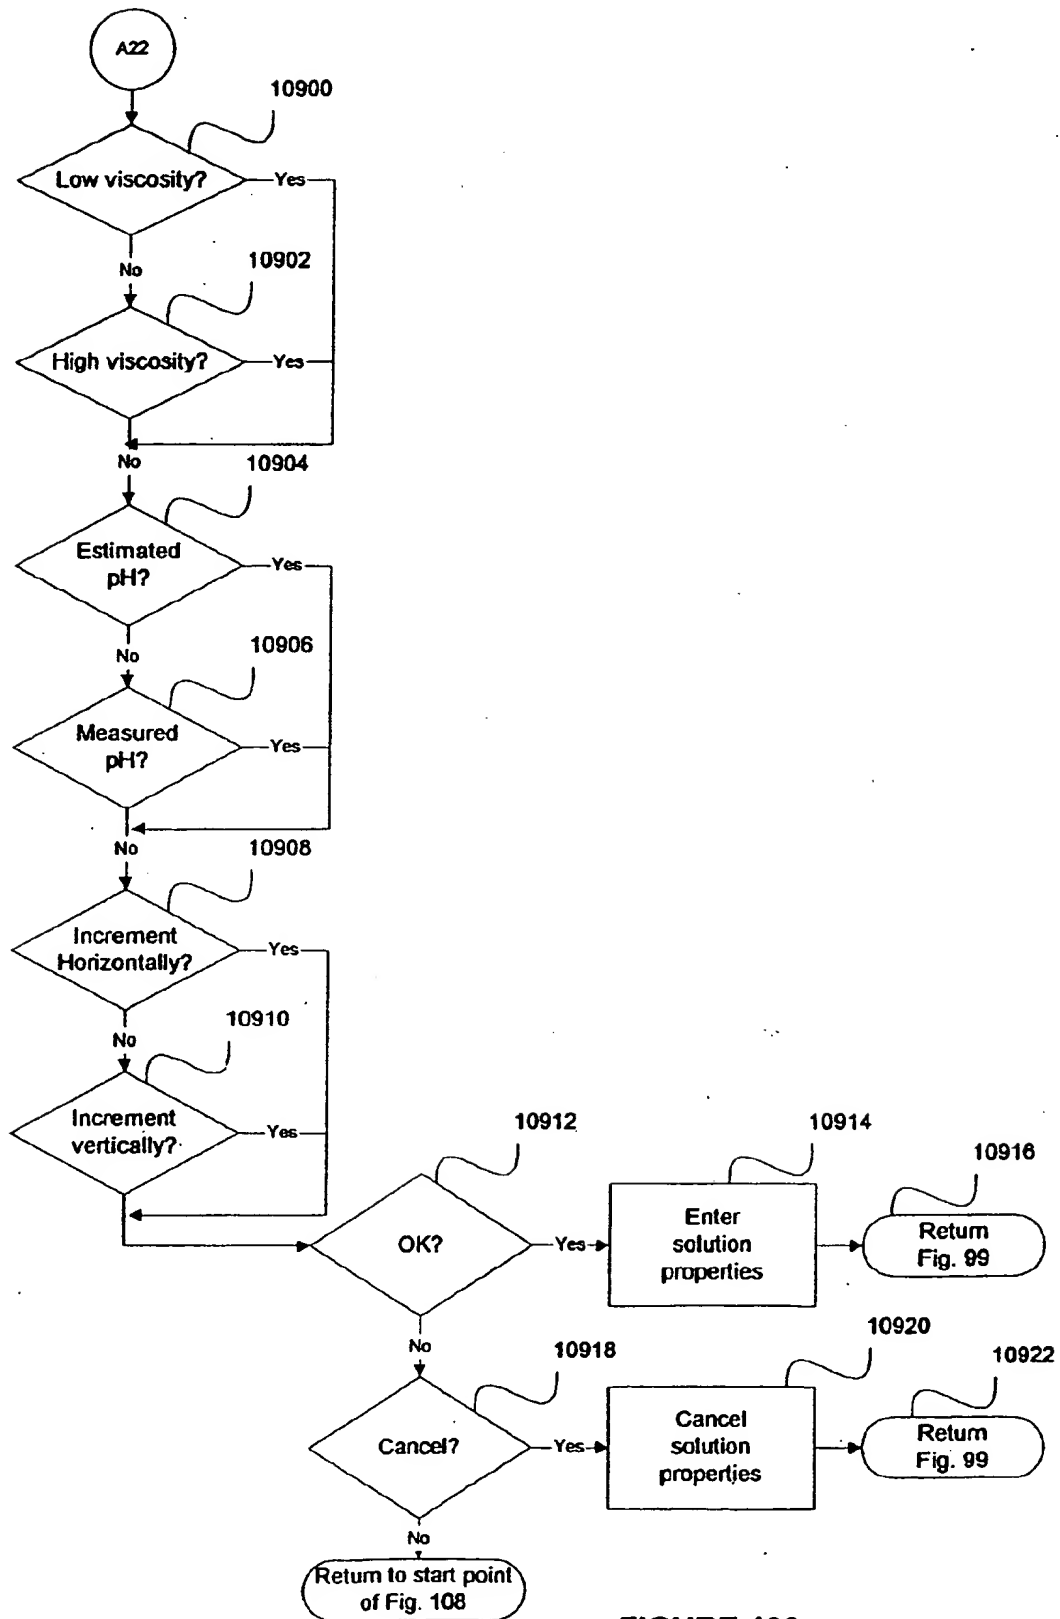 A22
10900
Low viscosity?
Yes
No
10902
High viscosity?
Yes
No
10904
Estimated
pH?
Yes
No
10906
Measured
pH?
Yes
No
10908
Increment
Horizontally?
Yes
No
10910
Increment
vertically?
Yes
10912
OK?
Yes
10914
Enter
solution
properties
10916
Return
Fig. 99
No
10918
Cancel?
Yes
10920
Cancel
solution
properties
10922
Return
Fig. 99
No
Return to start point
of Fig. 108